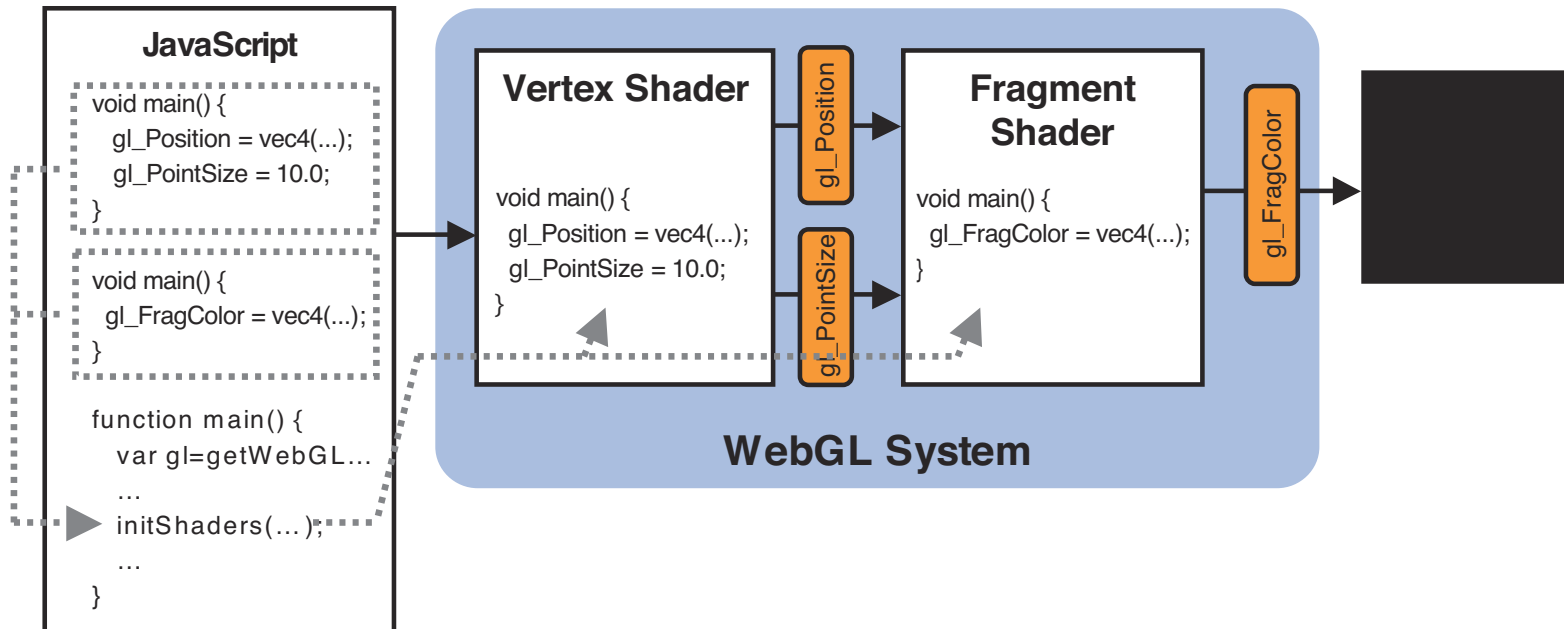 JavaScript
void main() {
gl_Position = vec4(...);
gl_PointSize = 10.0;
}
void main() {
gl_FragColor = vec4(...);
}
function main() {
var gl=getWebGL...
...
initShaders(...);
...
}
Vertex Shader
void main() {
gl_Position = vec4(...);
gl_PointSize = 10.0;
}
gl_Position
gl_PointSize
Fragment
Shader
void main() {
gl_FragColor = vec4(...);
}
gl_FragColor
WebGL System